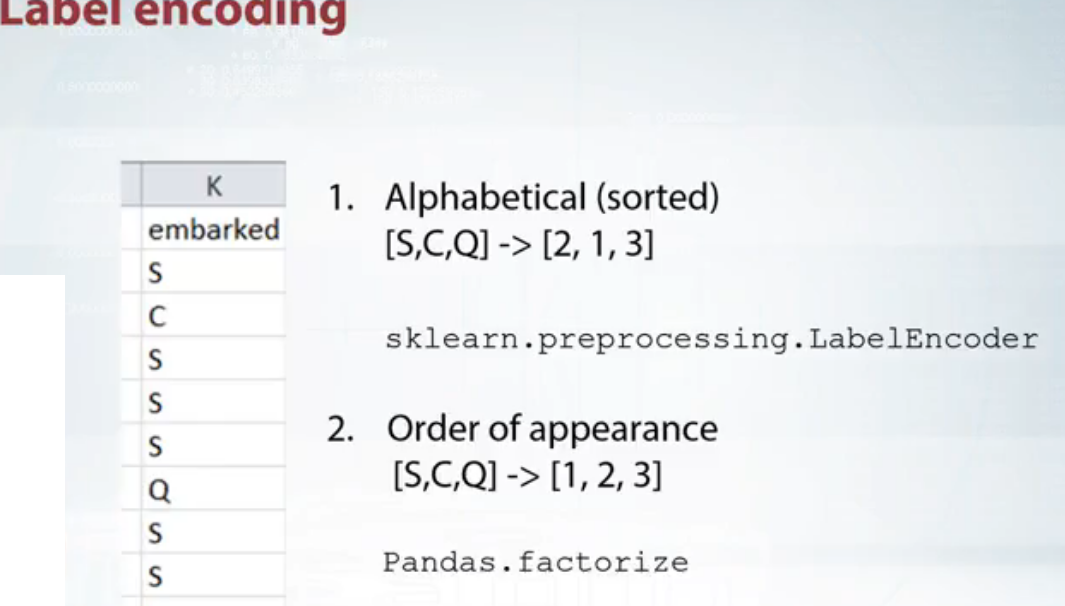 Label encoding
K
embarked
S
C
S
S
S
Q
S
S
1. Alphabetical (sorted)
[S,C,Q] -> [2, 1, 3]
sklearn.preprocessing.LabelEncoder
2. Order of appearance
[S,C,Q] -> [1, 2, 3]
Pandas.factorize